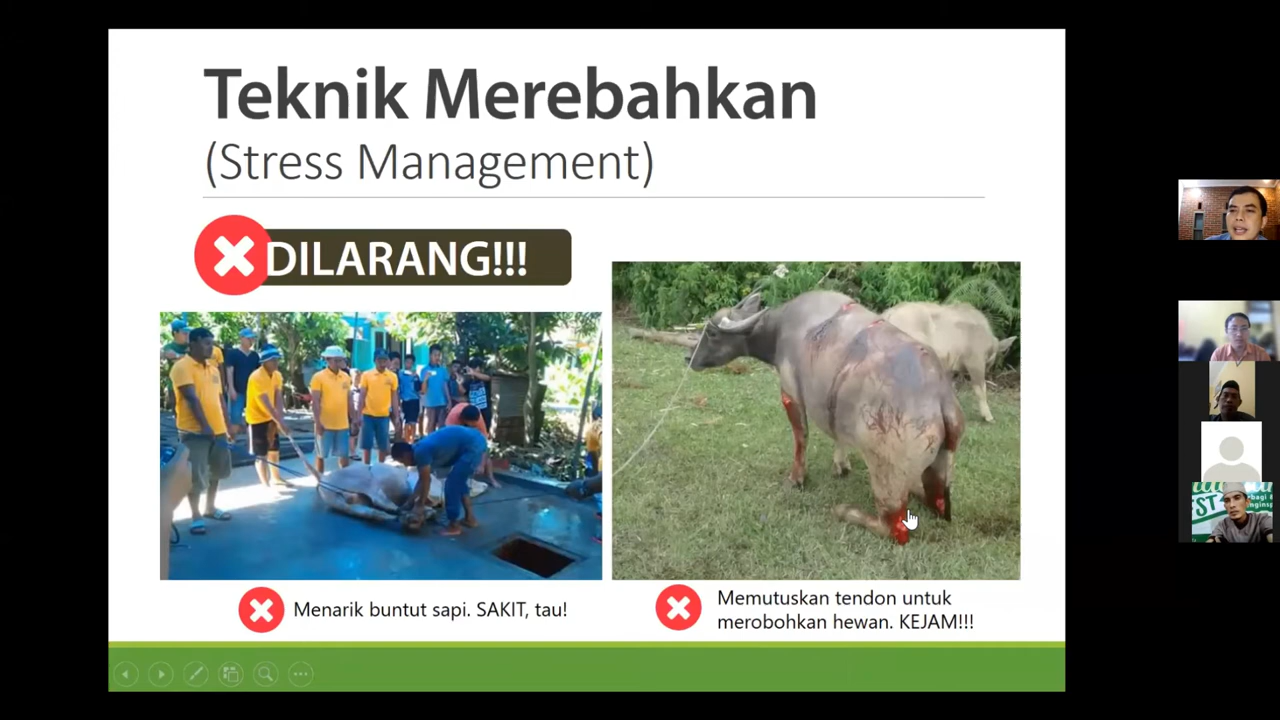 Teknik Merebahkan
(Stress Management)
DILARANG!!!
Menarik buntut sapi. SAKIT, tau!
Memutuskan tendon untuk
merobohkan hewan. KEJAM!!!